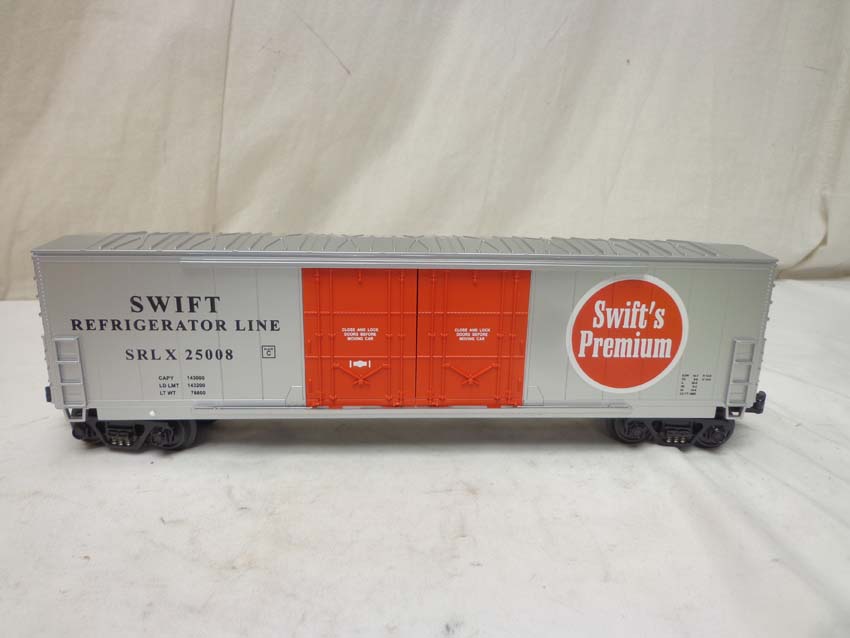 SWIFT
REFRIGERATOR LINE
SRLX 25008
PLATE
C
CAPY 143000
LD LMT 143200
LT WT 76800
CLOSE AND LOCK
DOORS BEFORE
MOVING CAR
CLOSE AND LOCK
DOORS BEFORE
MOVING CAR
Swift's
Premium